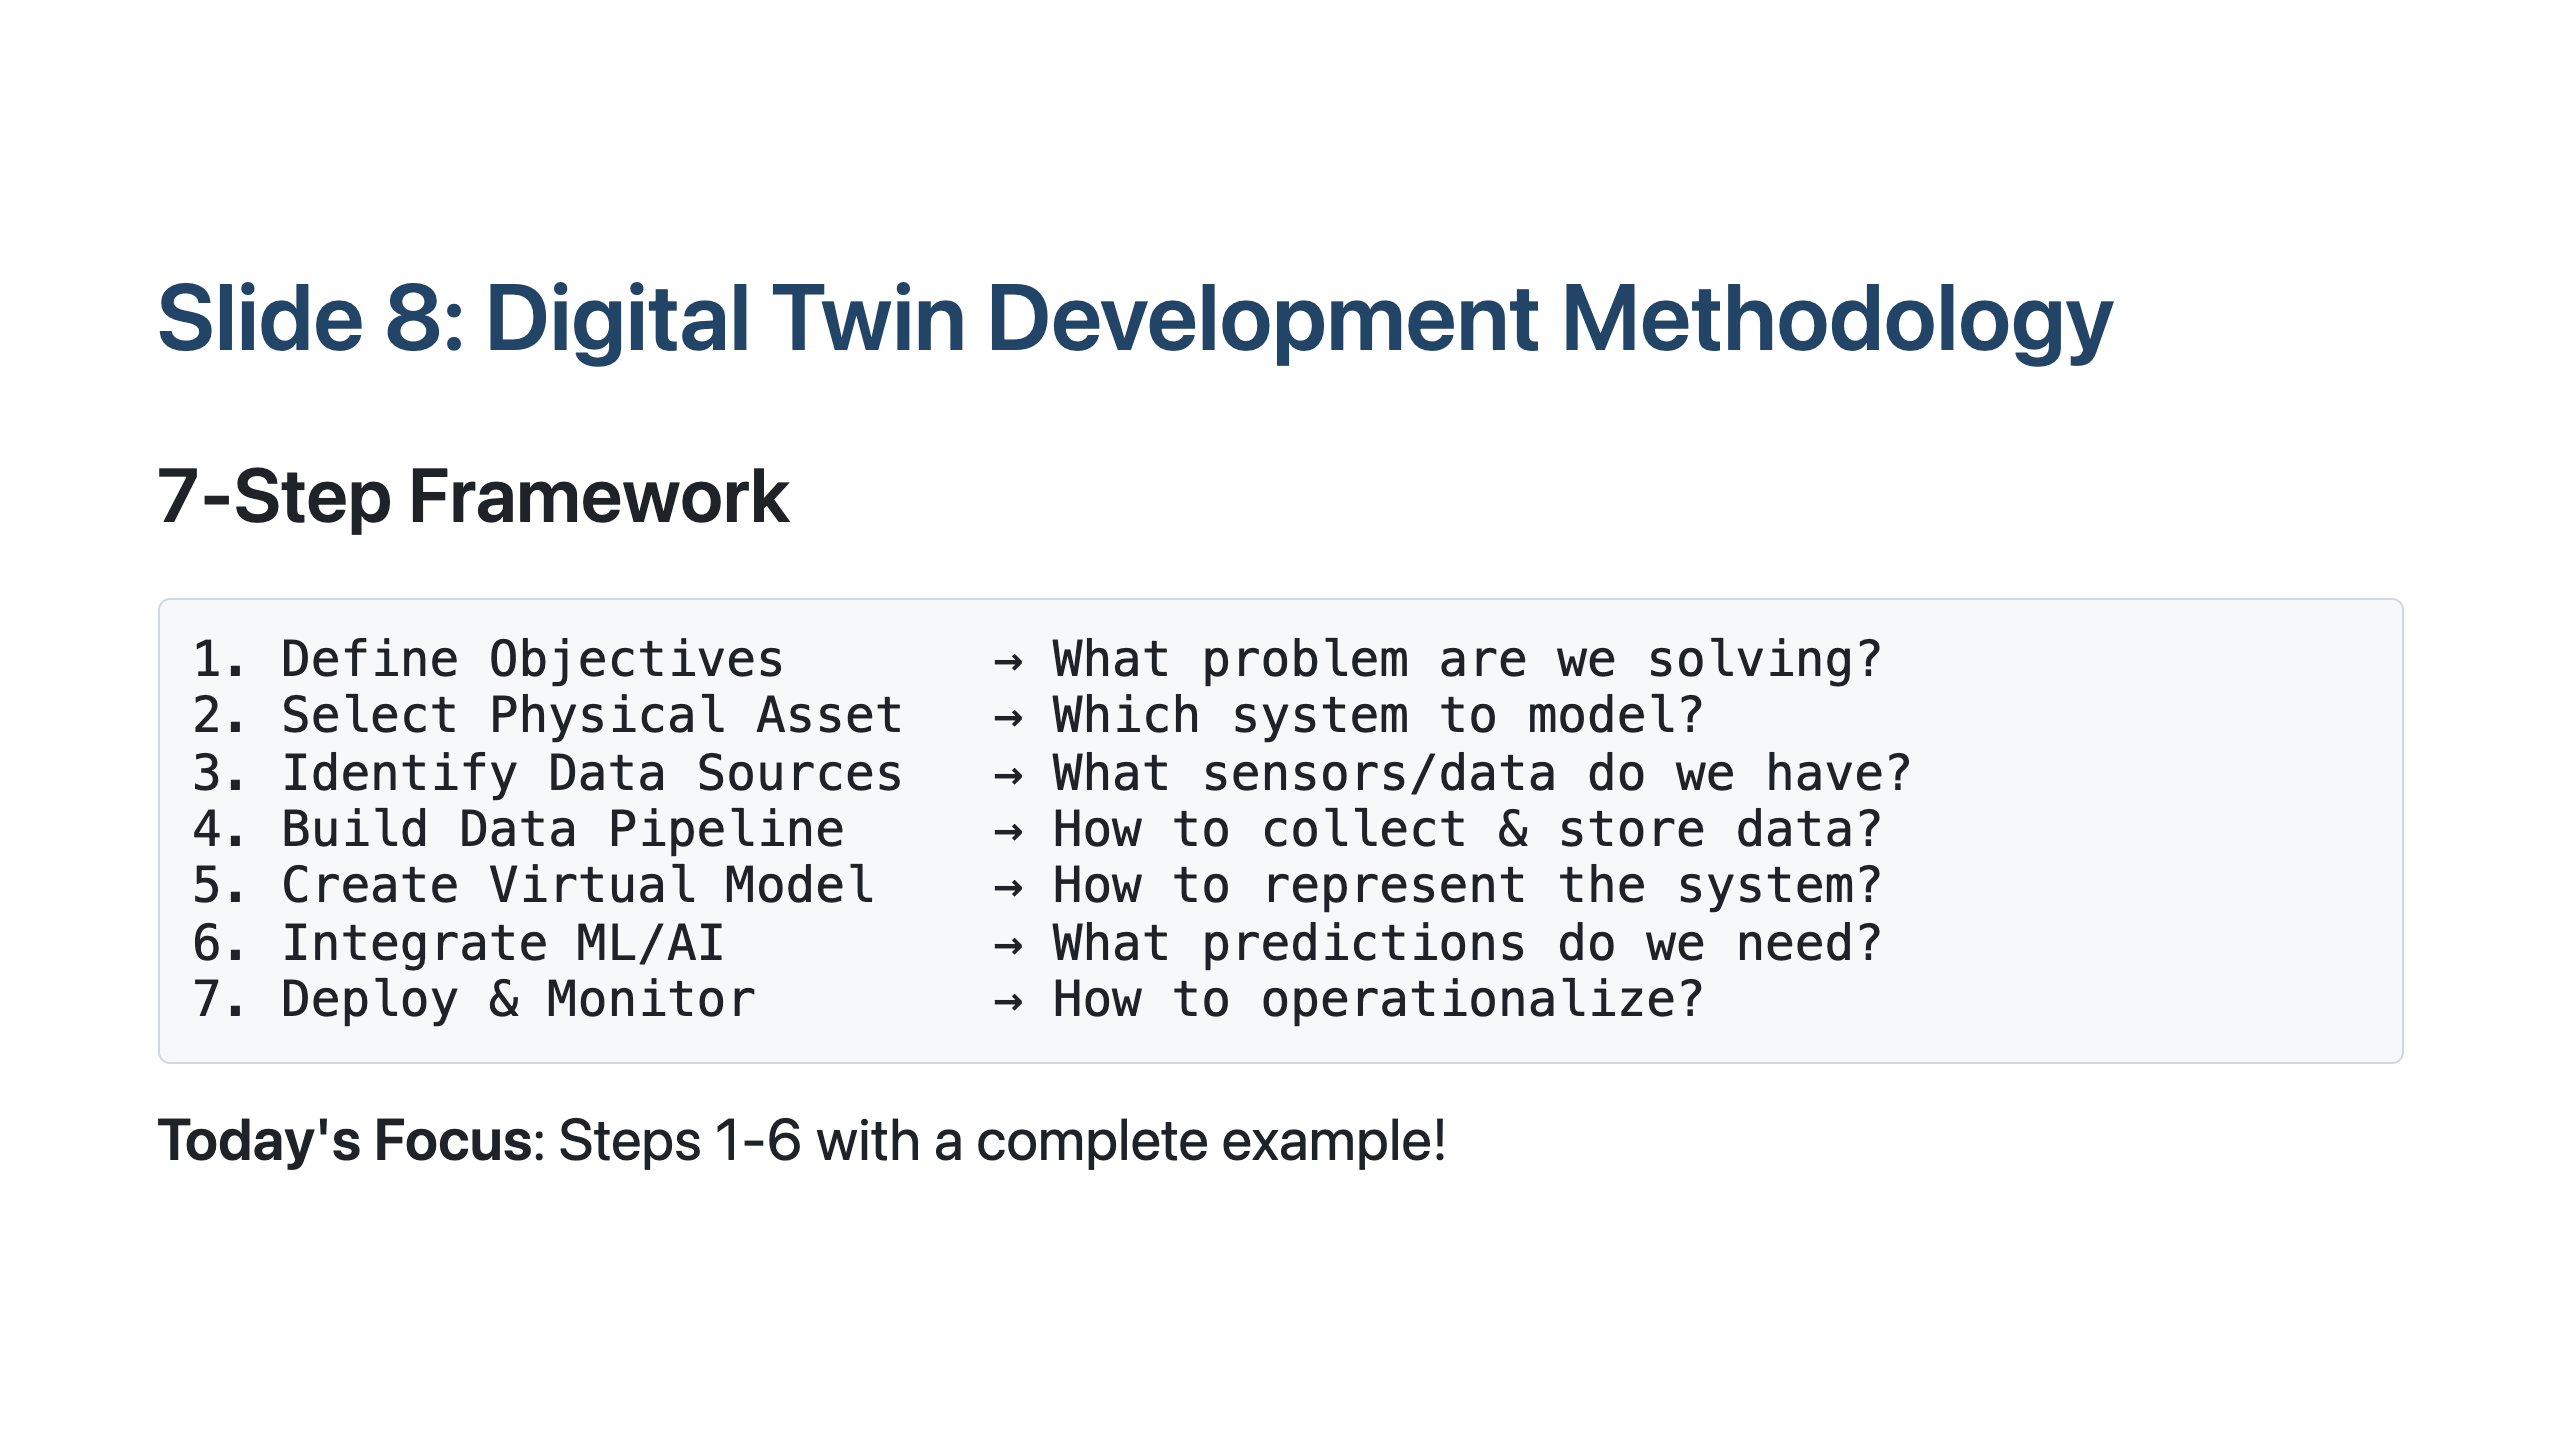 Slide 8: Digital Twin Development Methodology
7-Step Framework
1. Define Objectives       → What problem are we solving?
2. Select Physical Asset   → Which system to model?
3. Identify Data Sources   → What sensors/data do we have?
4. Build Data Pipeline     → How to collect & store data?
5. Create Virtual Model    → How to represent the system?
6. Integrate ML/AI         → What predictions do we need?
7. Deploy & Monitor        → How to operationalize?
Today's Focus: Steps 1-6 with a complete example!